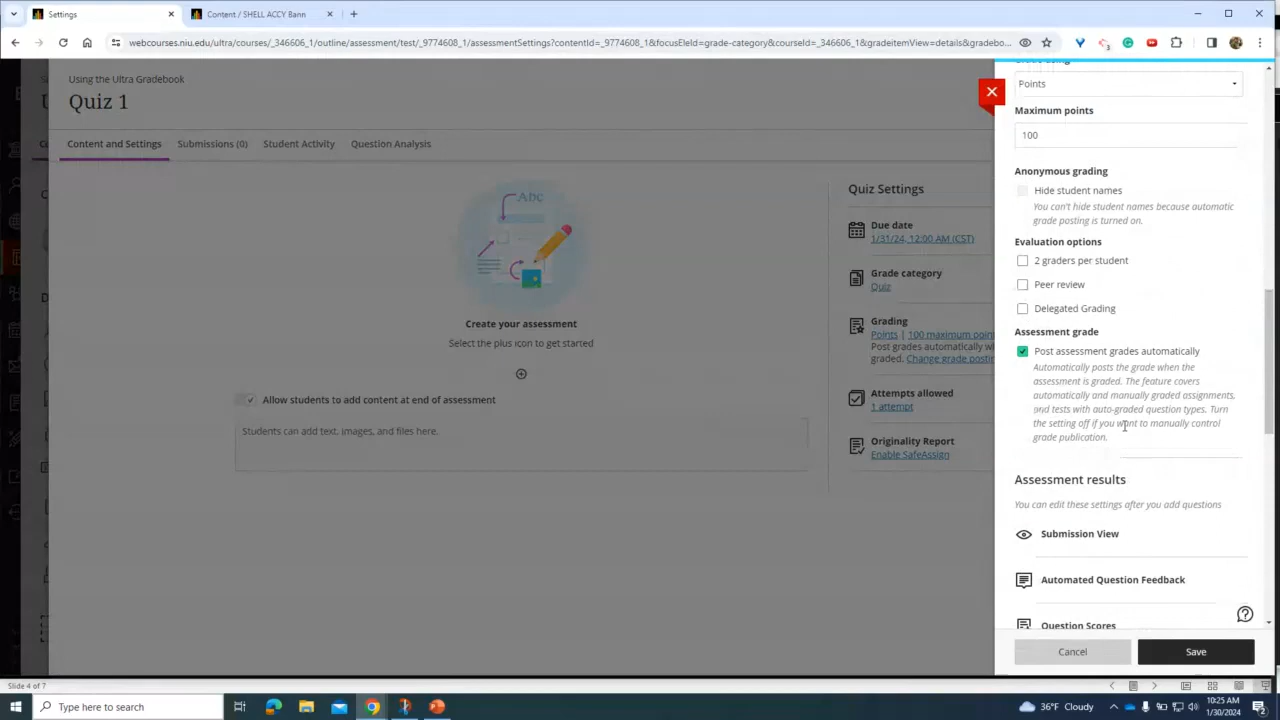 Settings
Content / SHELL ACCY Bann
webcourses.niu.edu/ultra/courses/_346606_1/outline/assessment/test/_9774608_1/assessmentSettings?contentId=_9774608_1&focusEleId=grade-category&courseId=_346606_1&gradeitemView=details&gradebo...
3
Using the Ultra Gradebook
Quiz 1
Content and Settings
Submissions (0)
Student Activity
Question Analysis
Abc
Create your assessment
Select the plus icon to get started
Allow students to add content at end of assessment
Students can add text, images, and files here.
Quiz Settings
Due date
1/31/24, 12:00 AM (CST)
Grade category
Quiz
Grading
Points | 100 maximum poin
Post grades automatically w
graded. Change grade posti
Attempts allowed
1 attempt
Originality Report
Enable SafeAssign
Points
Maximum points
100
Anonymous grading
Hide student names
You can't hide student names because automatic
grade posting is turned on.
Evaluation options
2 graders per student
Peer review
Delegated Grading
Assessment grade
Post assessment grades automatically
Automatically posts the grade when the
assessment is graded. The feature covers
automatically and manually graded assignments,
and tests with auto-graded question types. Turn
the setting off if you want to manually control
grade publication.
Assessment results
You can edit these settings after you add questions
Submission View
Automated Question Feedback
Question Scores
Cancel
Save
Slide 4 of 7
Type here to search
36°F Cloudy
10:25 AM
1/30/2024
2